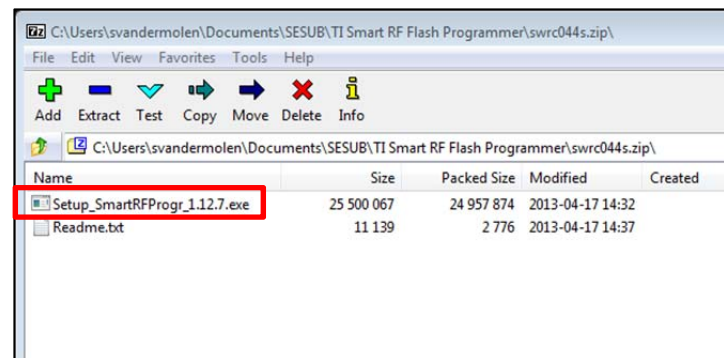 C:\Users\svandermolen\Documents\SESUB\TI Smart RF Flash Programmer\swrc044s.zip\
File Edit View Favorites Tools Help
Add Extract Test Copy Move Delete Info
C:\Users\svandermolen\Documents\SESUB\TI Smart RF Flash Programmer\swrc044s.zip\
Name Size Packed Size Modified Created
Setup_SmartRFProgr_1.12.7.exe 25 500 067 24 957 874 2013-04-17 14:32
Readme.txt 11 139 2 776 2013-04-17 14:37